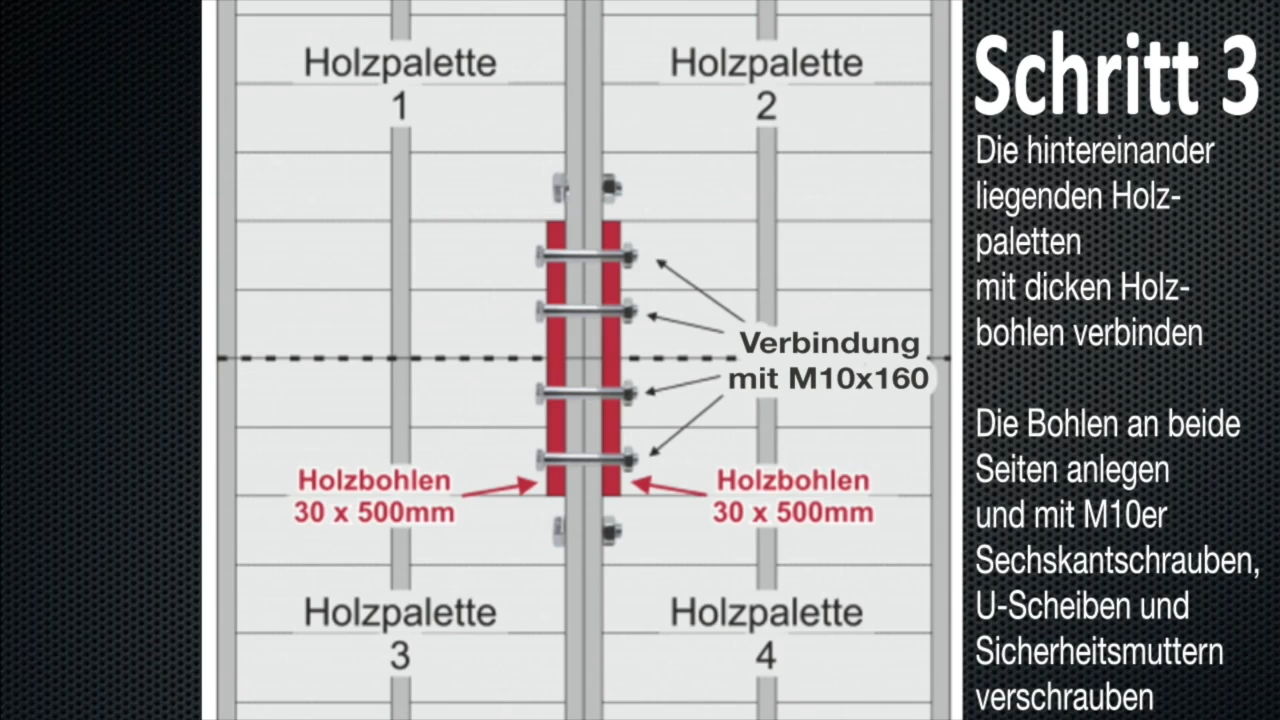 Holzpalette
1
Holzpalette
2
Verbindung
mit M10x160
Holzbohlen
30 x 500mm
Holzbohlen
30 x 500mm
Holzpalette
3
Holzpalette
4
Schritt 3
Die hintereinander
liegenden Holz-
paletten
mit dicken Holz-
bohlen verbinden
Die Bohlen an beide
Seiten anlegen
und mit M10er
Sechskantschrauben,
U-Scheiben und
Sicherheitsmuttern
verschrauben